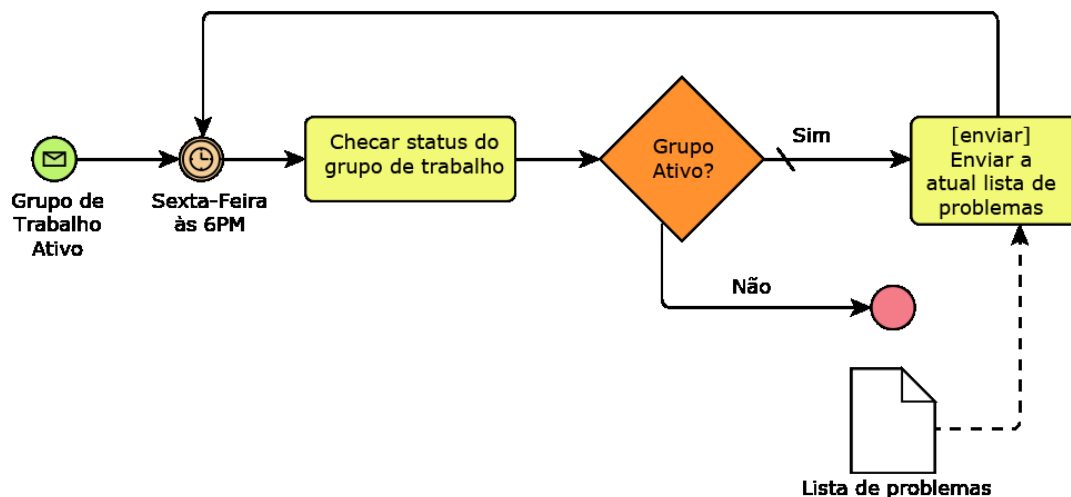 Grupo de
Trabalho
Ativo
Sexta-Feira
às 6PM
Checar status do
grupo de trabalho
Grupo
Ativo?
Sim
[enviar]
Enviar a
atual lista de
problemas
Não
Lista de problemas